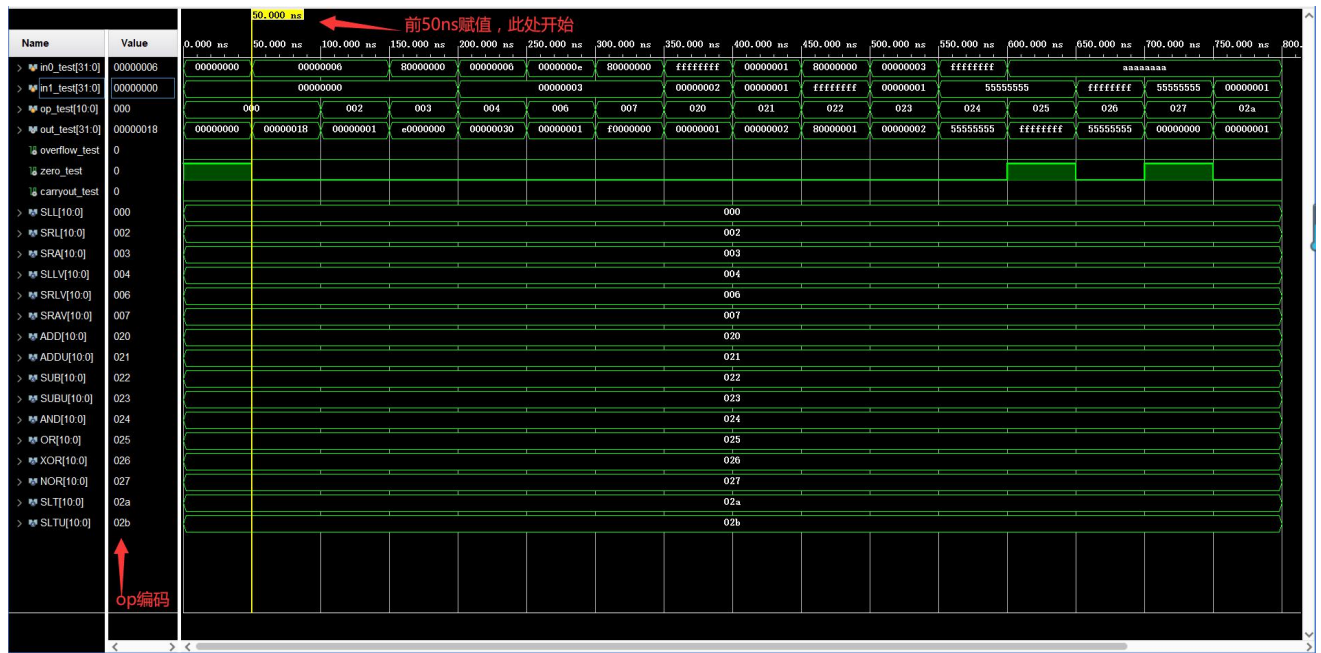 50.000 ns
前50ns赋值，此处开始
Name Value 0.000 ns 50.000 ns 100.000 ns 150.000 ns 200.000 ns 250.000 ns 300.000 ns 350.000 ns 400.000 ns 450.000 ns 500.000 ns 550.000 ns 600.000 ns 650.000 ns 700.000 ns 750.000 ns 800.
in0_test[31:0] 00000006 00000000 00000006 80000000 00000006 0000000e 80000000 ffffffff 00000001 80000000 00000003 ffffffff aaaaaaaa
in1_test[31:0] 00000000 00000000 00000003 00000002 00000001 ffffffff 00000001 55555555 ffffffff 55555555 00000001
op_test[10:0] 000 000 002 003 004 006 007 020 021 022 023 024 025 026 027 02a
out_test[31:0] 00000018 00000000 00000018 00000001 e0000000 00000030 00000001 f0000000 00000001 00000002 80000001 00000002 55555555 ffffffff 55555555 00000000 00000001
overflow_test 0
zero_test 0
carryout_test 0
SLL[10:0] 000 000
SRL[10:0] 002 002
SRA[10:0] 003 003
SLLV[10:0] 004 004
SRLV[10:0] 006 006
SRAV[10:0] 007 007
ADD[10:0] 020 020
ADDU[10:0] 021 021
SUB[10:0] 022 022
SUBU[10:0] 023 023
AND[10:0] 024 024
OR[10:0] 025 025
XOR[10:0] 026 026
NOR[10:0] 027 027
SLT[10:0] 02a 02a
SLTU[10:0] 02b 02b
op编码